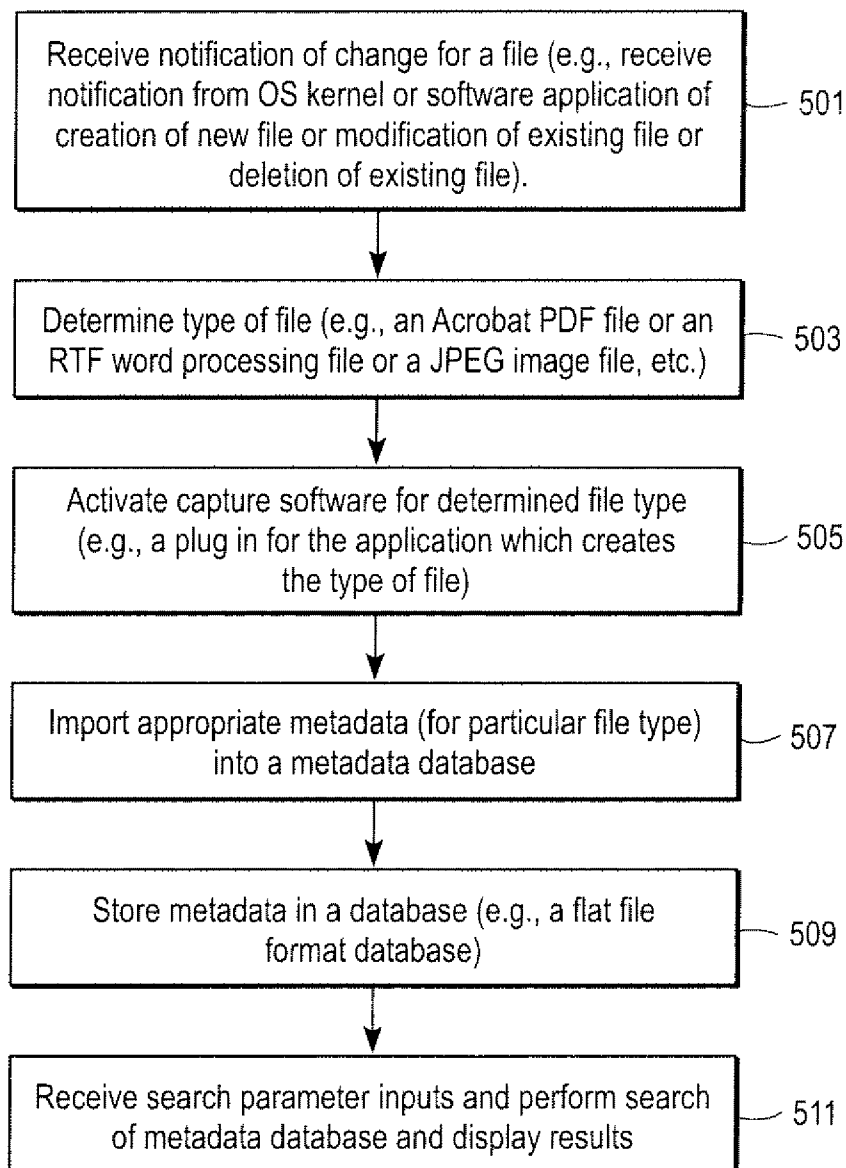 Receive notification of change for a file (e.g., receive
notification from OS kernel or software application of
creation of new file or modification of existing file or
deletion of existing file).
501
Determine type of file (e.g., an Acrobat PDF file or an
RTF word processing file or a JPEG image file, etc.)
503
Activate capture software for determined file type
(e.g., a plug in for the application which creates
the type of file)
505
Import appropriate metadata (for particular file type)
into a metadata database
507
Store metadata in a database (e.g., a flat file
format database)
509
Receive search parameter inputs and perform search
of metadata database and display results
511